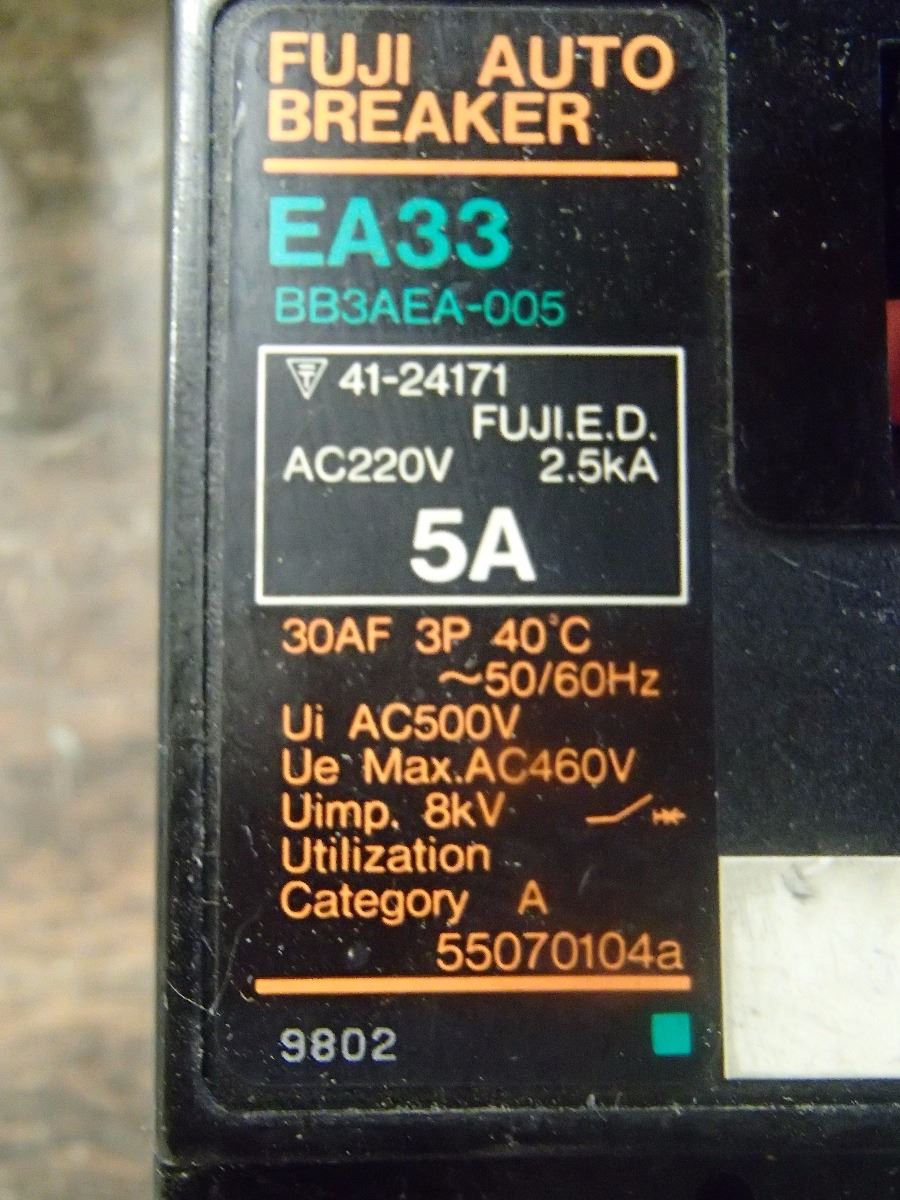 FUJI AUTO
BREAKER
EA33
BB3AEA-005
41-24171
FUJI.E.D.
AC220V 2.5kA
5A
30AF 3P 40°C
~50/60Hz
Ui AC500V
Ue Max.AC460V
Uimp. 8kV
Utilization
Category A
55070104a
9802